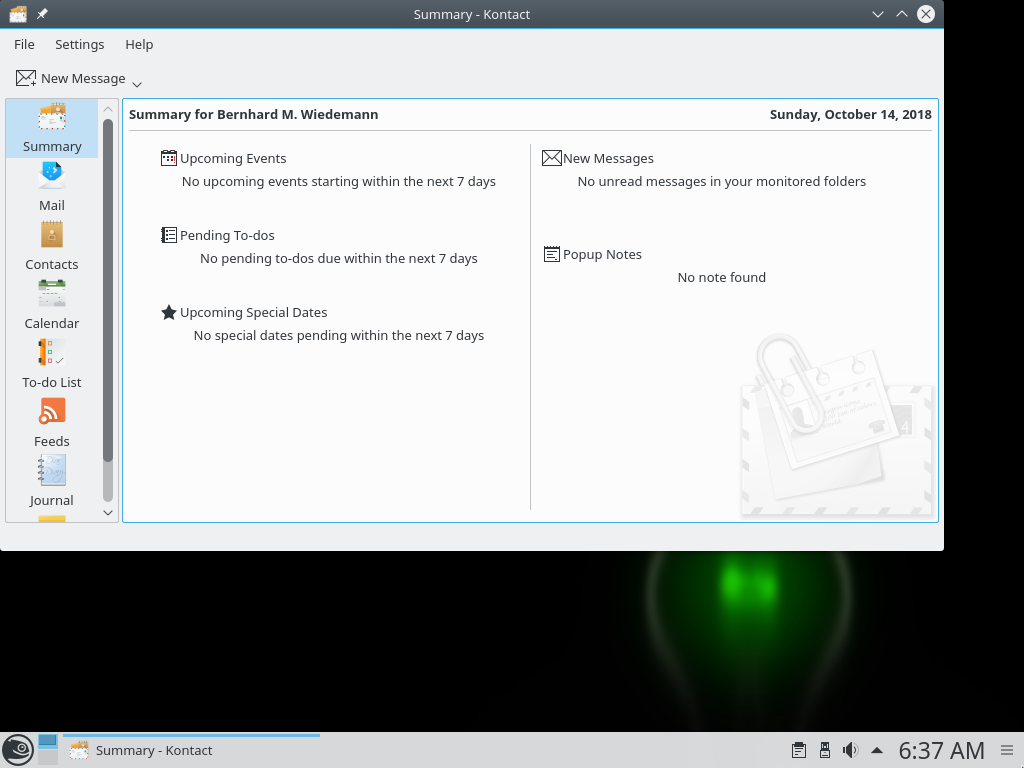 Summary - Kontact
File Settings Help
New Message
Summary
Mail
Contacts
Calendar
To-do List
Feeds
Journal
Summary for Bernhard M. Wiedemann
Sunday, October 14, 2018
Upcoming Events
No upcoming events starting within the next 7 days
Pending To-dos
No pending to-dos due within the next 7 days
Upcoming Special Dates
No special dates pending within the next 7 days
New Messages
No unread messages in your monitored folders
Popup Notes
No note found
4
Summary - Kontact
6:37 AM